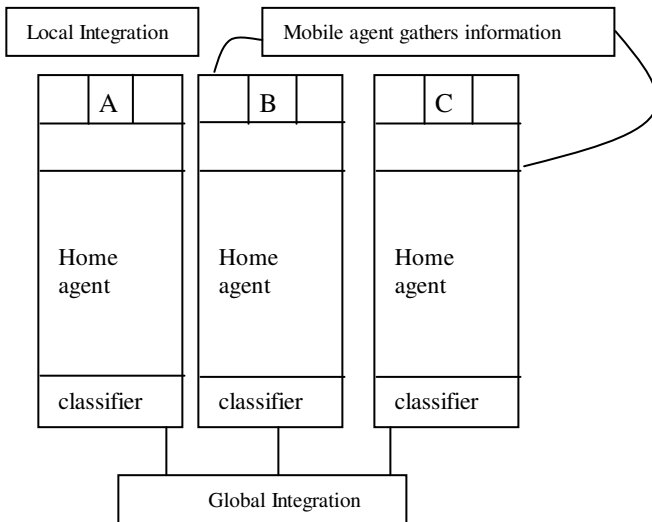 Local Integration
Mobile agent gathers information
A B C
Home agent
Home agent
Home agent
classifier classifier classifier
Global Integration